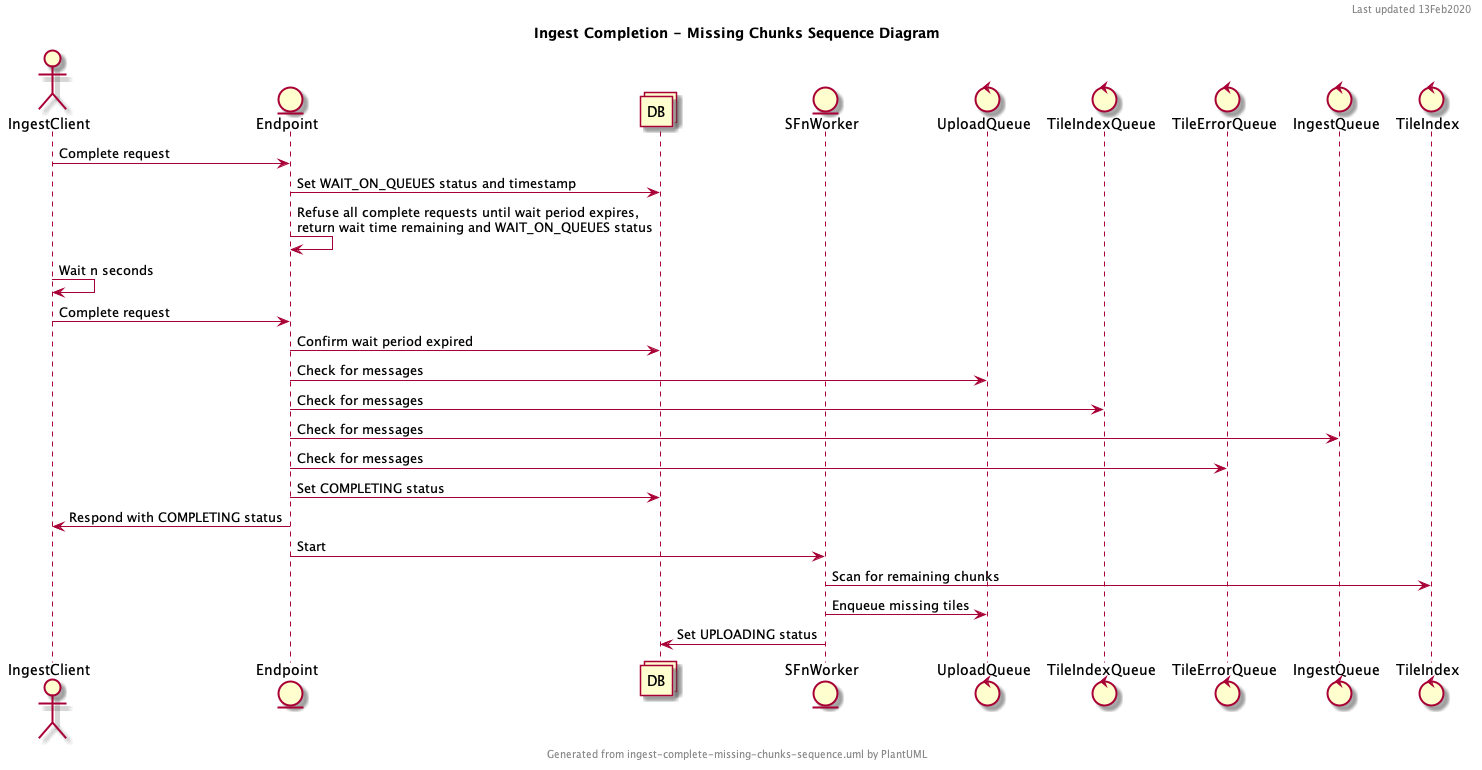 Last updated 13Feb2020
Ingest Completion - Missing Chunks Sequence Diagram
IngestClient
Endpoint
DB
SFnWorker
UploadQueue
TileIndexQueue
TileErrorQueue
IngestQueue
TileIndex
Complete request
Set WAIT_ON_QUEUES status and timestamp
Refuse all complete requests until wait period expires,
return wait time remaining and WAIT_ON_QUEUES status
Wait n seconds
Complete request
Confirm wait period expired
Check for messages
Check for messages
Check for messages
Check for messages
Set COMPLETING status
Respond with COMPLETING status
Start
Scan for remaining chunks
Enqueue missing tiles
Set UPLOADING status
IngestClient
Endpoint
DB
SFnWorker
UploadQueue
TileIndexQueue
TileErrorQueue
IngestQueue
TileIndex
Generated from ingest-complete-missing-chunks-sequence.uml by PlantUML